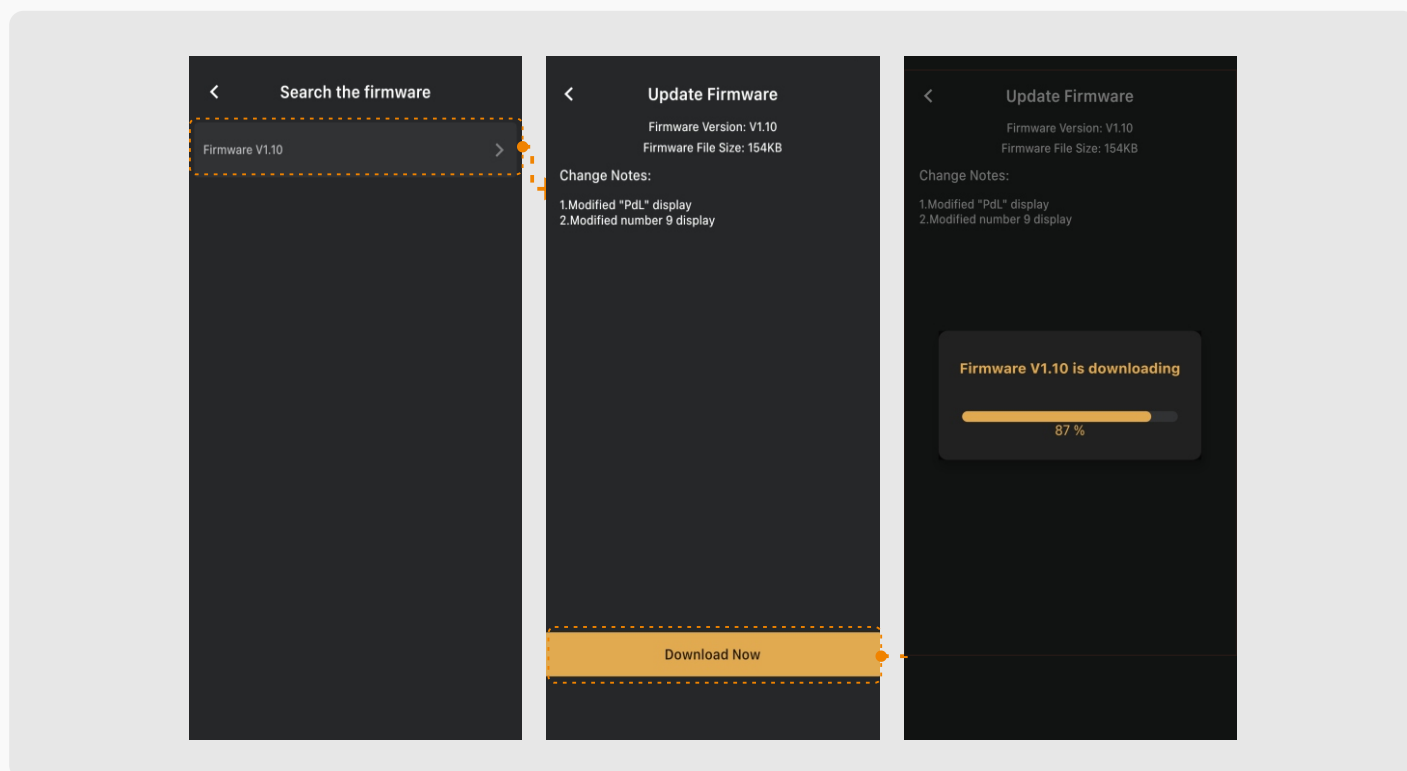 Search the firmware
Firmware V1.10
Update Firmware
Firmware Version: V1.10
Firmware File Size: 154KB
Change Notes:
1.Modified "PdL" display
2.Modified number 9 display
Download Now
Update Firmware
Firmware Version: V1.10
Firmware File Size: 154KB
Change Notes:
1.Modified "PdL" display
2.Modified number 9 display
Firmware V1.10 is downloading
87 %